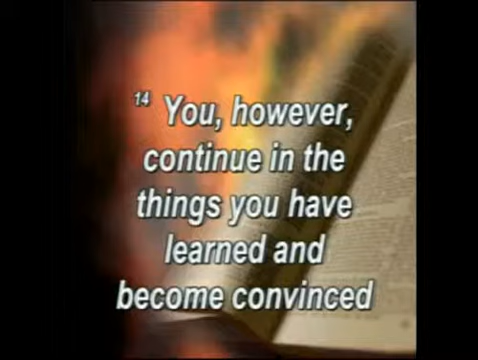 14 You, however,
continue in the
things you have
learned and
become convinced